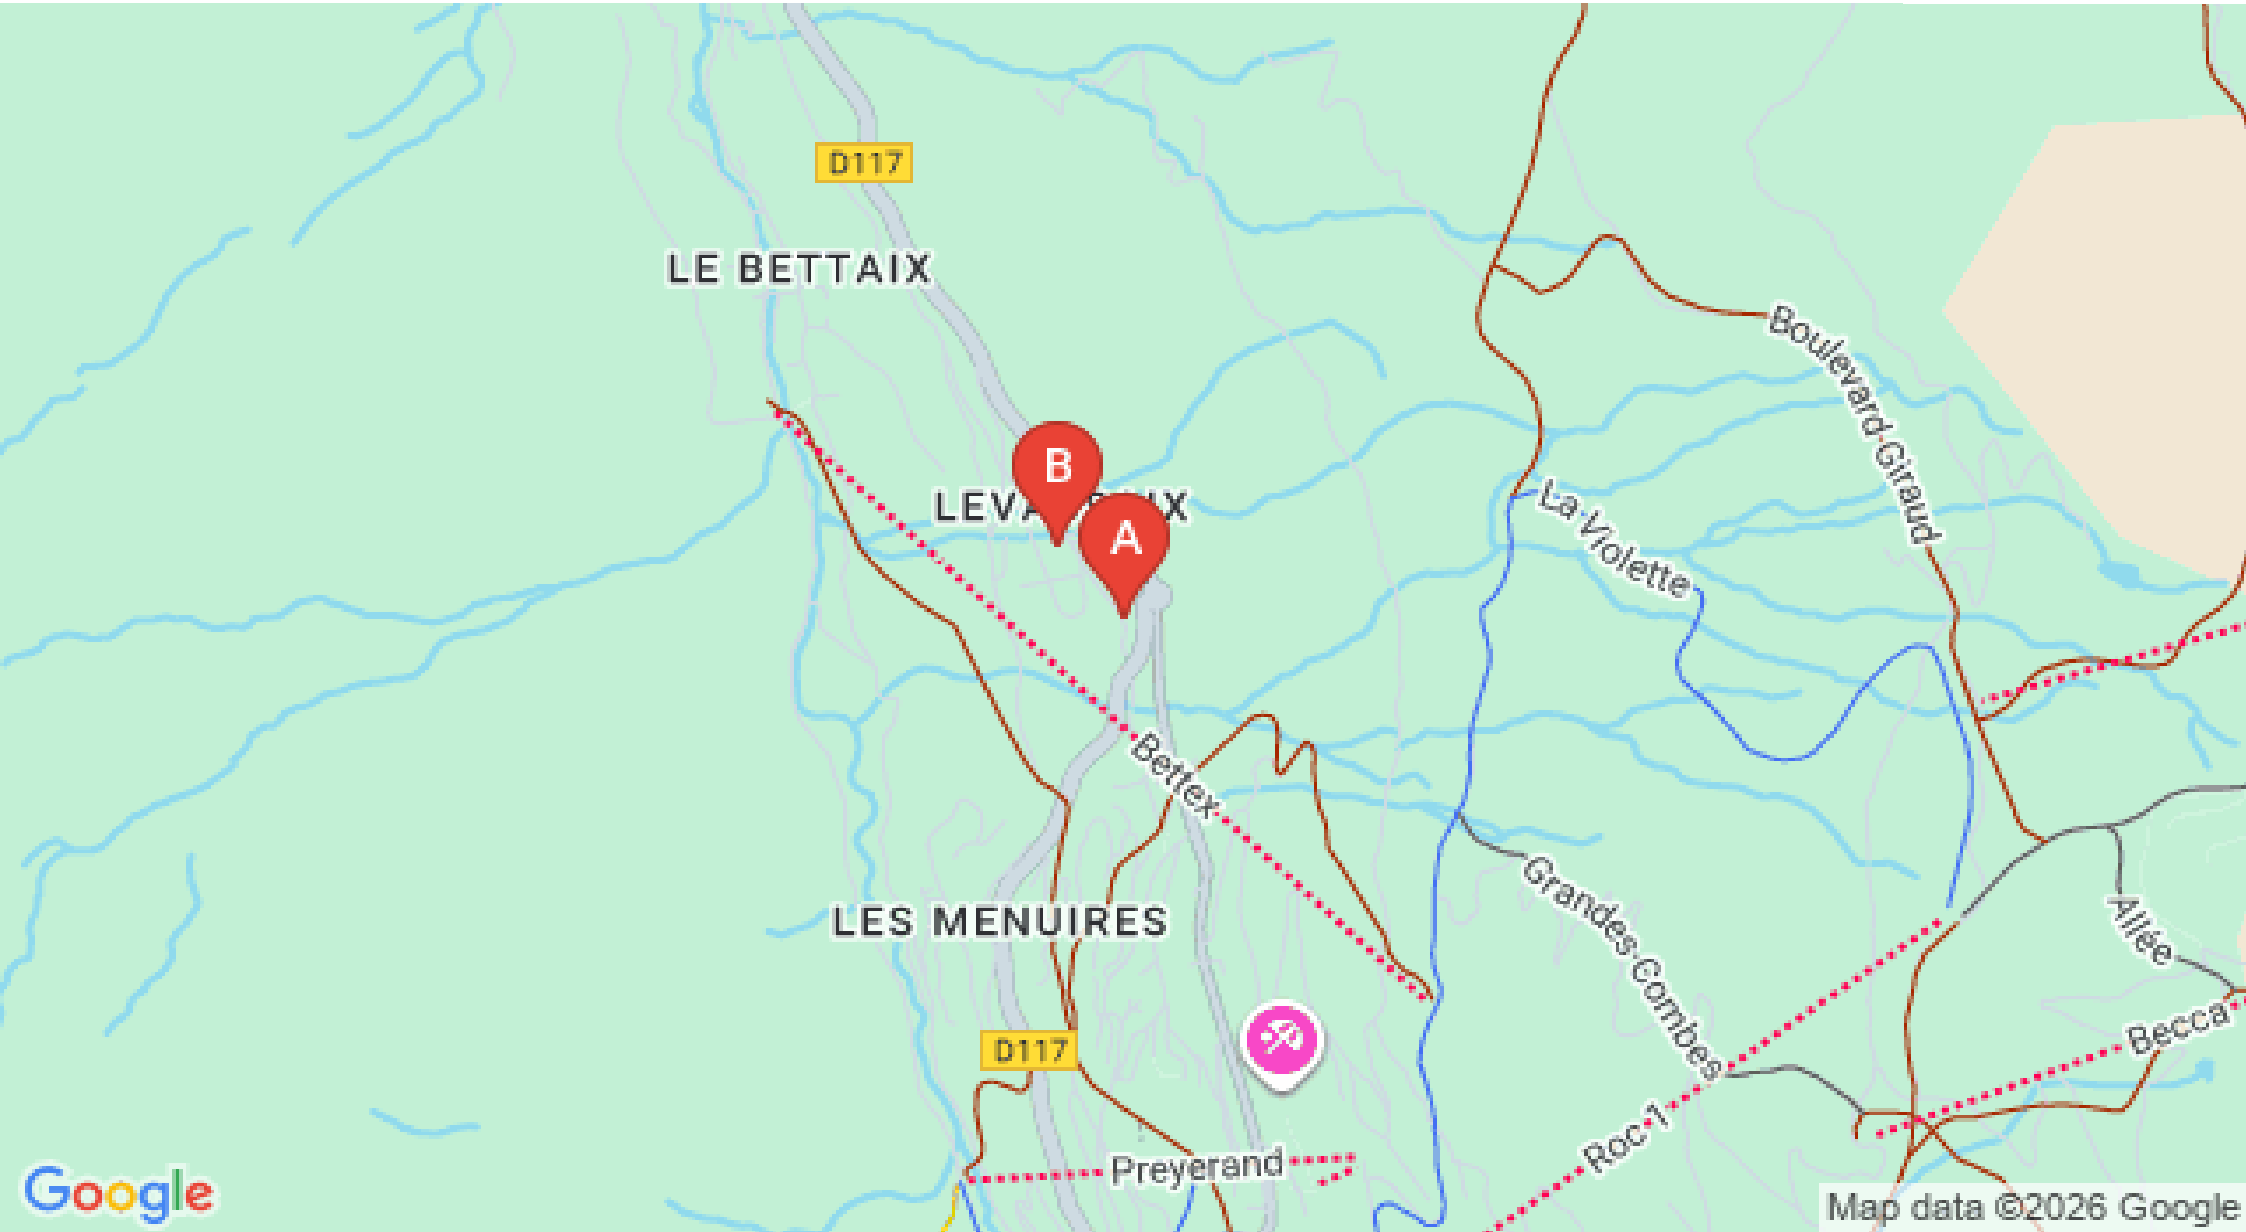 D117
LE BETTAIX
Boulevard Giraud
B
A
La Violette
Bettex
Grandes Combes
LES MENUIRES
Allée
D117
Becca
Roc 1
Preyerand
Google
Map data ©2026 Google